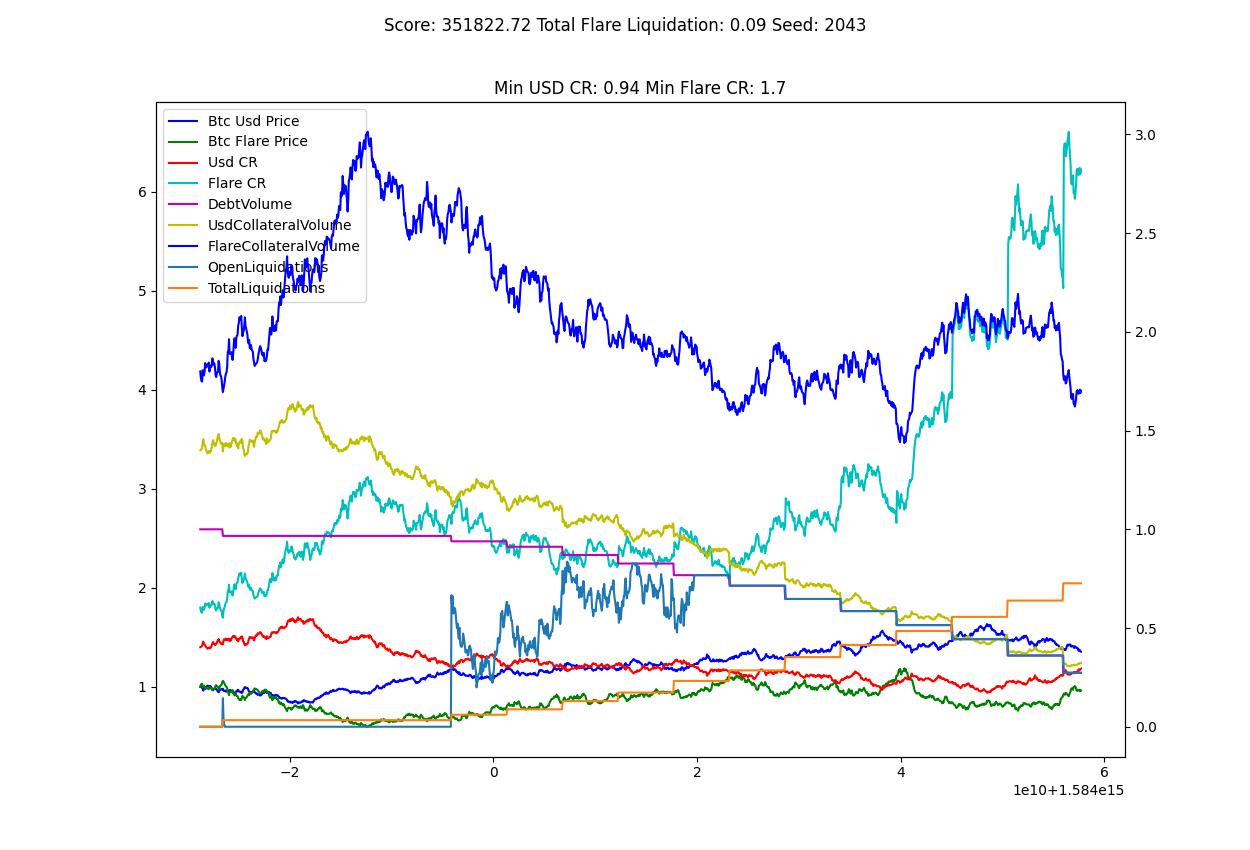 Score: 351822.72 Total Flare Liquidation: 0.09 Seed: 2043
Min USD CR: 0.94 Min Flare CR: 1.7
Btc Usd Price
Btc Flare Price
Usd CR
Flare CR
DebtVolume
UsdCollateralVolume
FlareCollateralVolume
OpenLiquidations
TotalLiquidations
6
5
4
3
2
1
3.0
2.5
2.0
1.5
1.0
0.5
0.0
−2
0
2
4
6
1e10+1.584e15